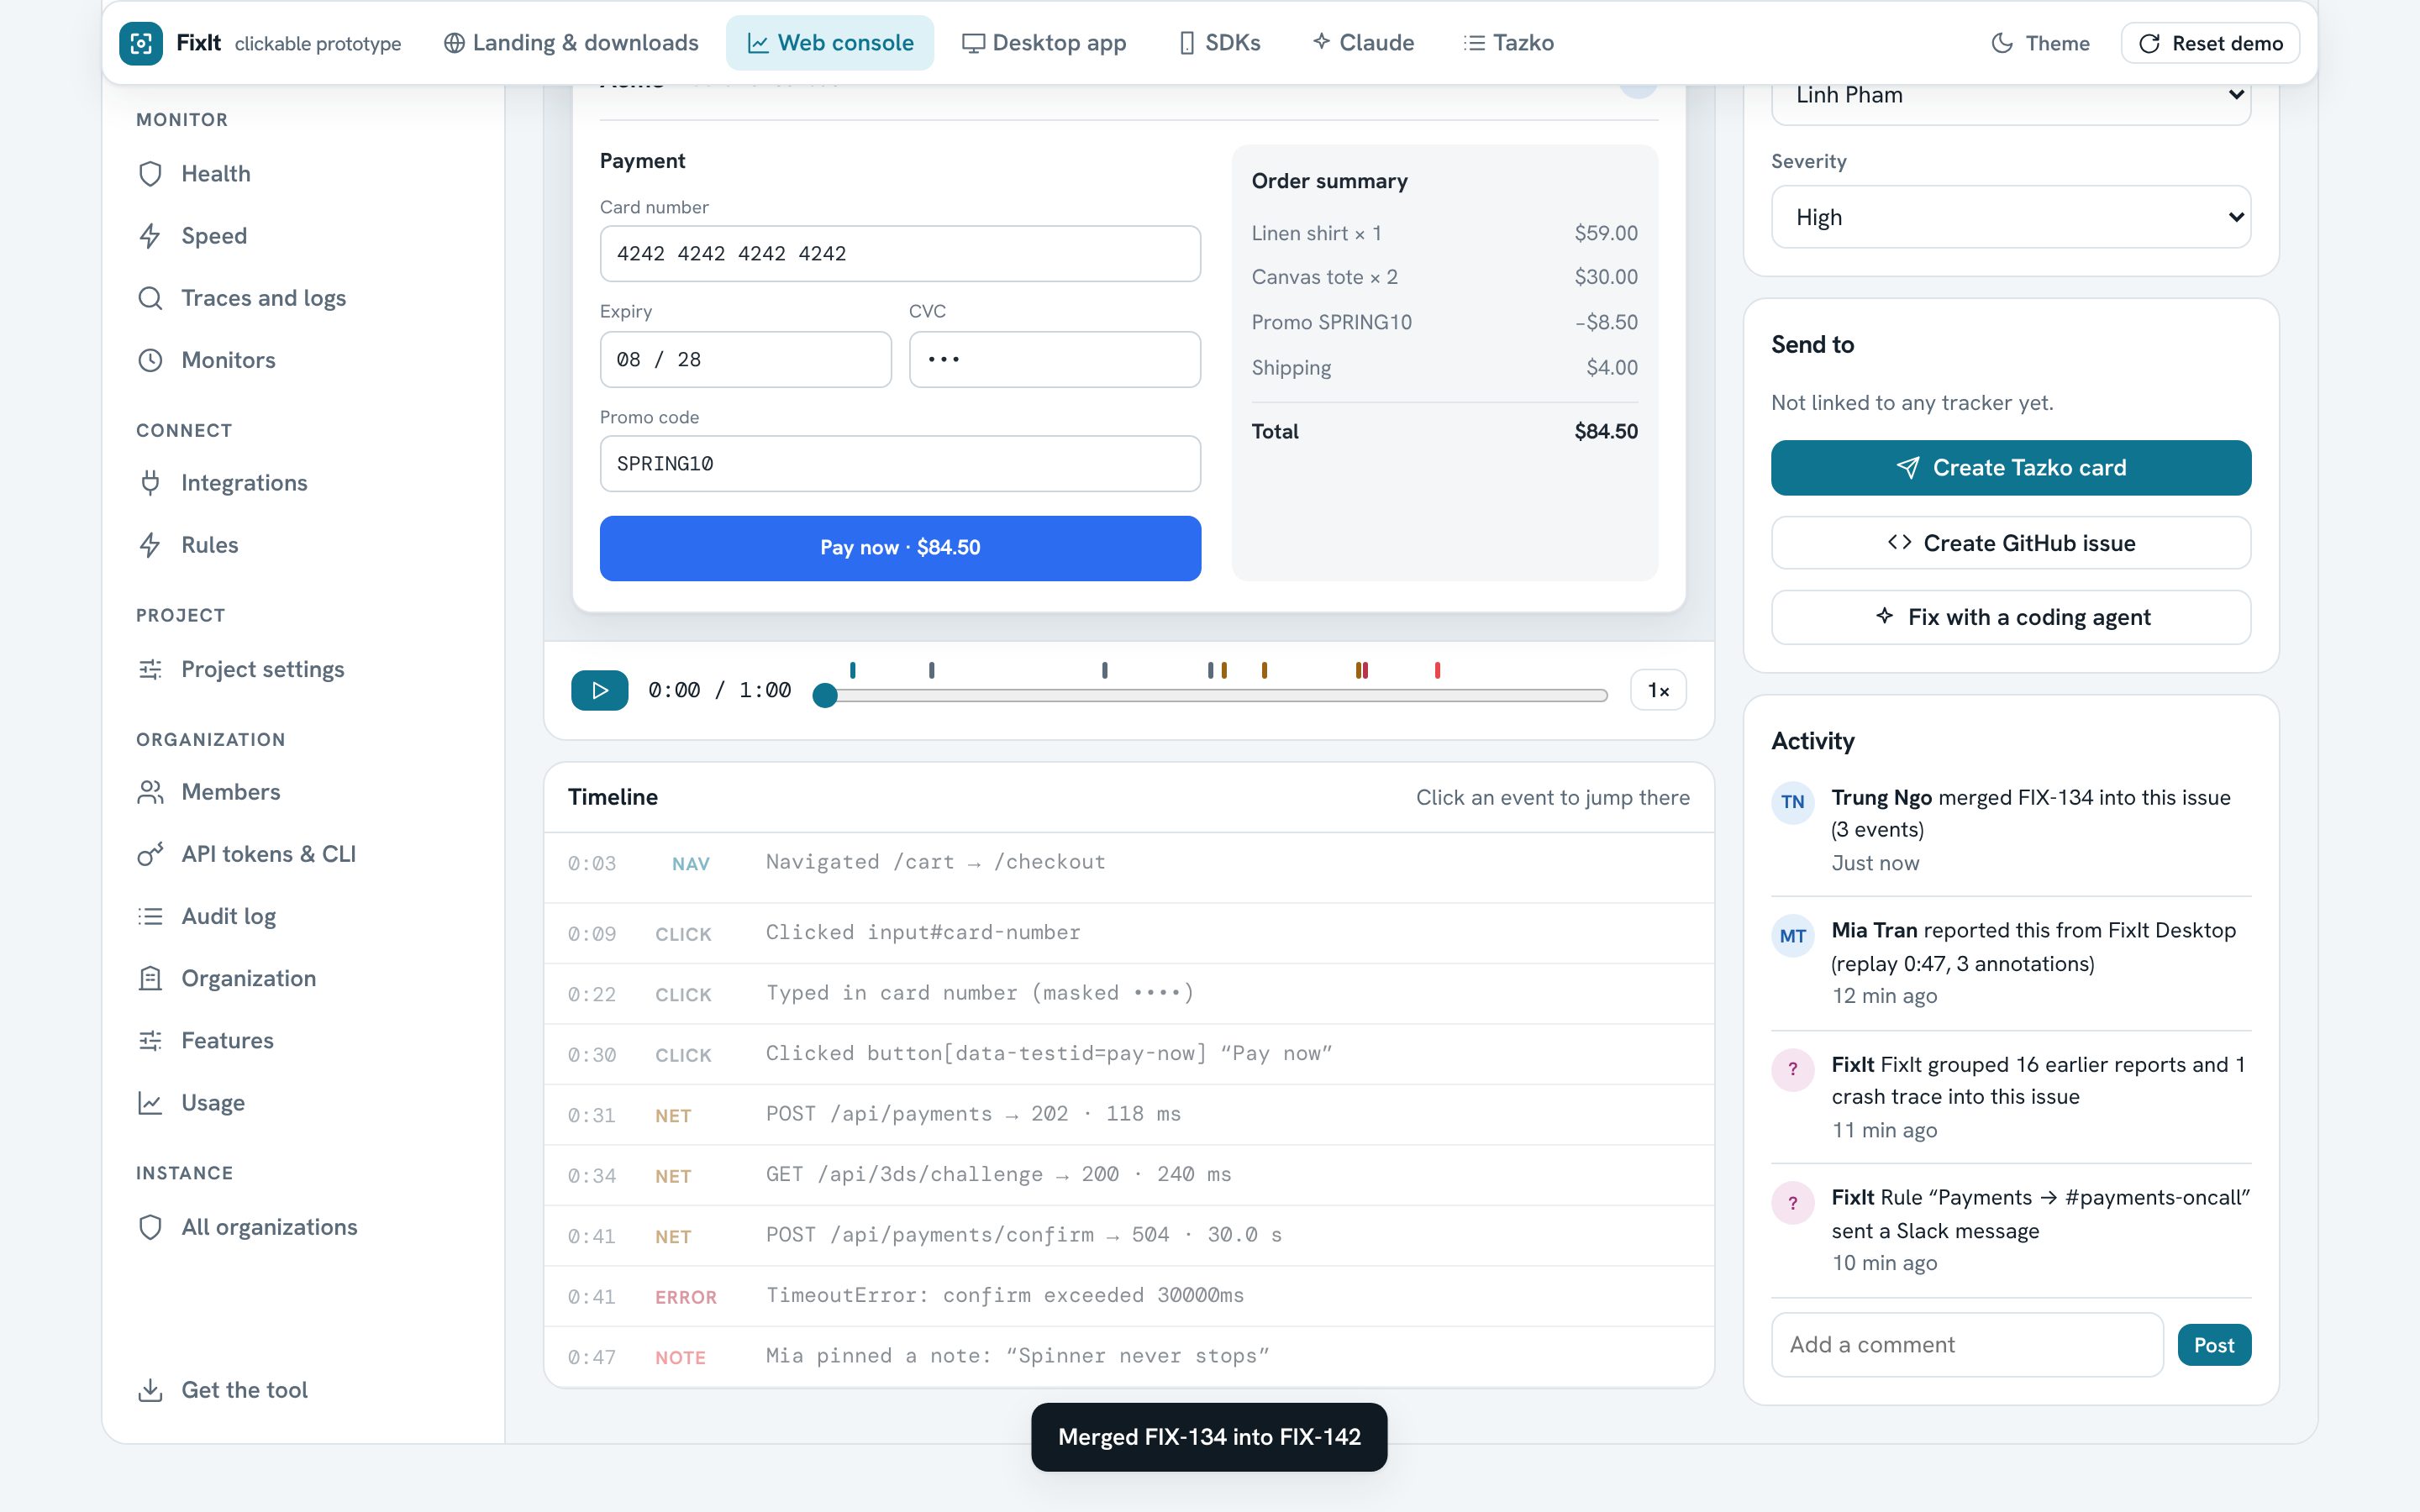 FixIt clickable prototype
Landing & downloads
Web console
Desktop app
SDKs
Claude
Tazko
Theme
Reset demo
MONITOR
Health
Speed
Traces and logs
Monitors
CONNECT
Integrations
Rules
PROJECT
Project settings
ORGANIZATION
Members
API tokens & CLI
Audit log
Organization
Features
Usage
INSTANCE
All organizations
Get the tool
Payment
Card number
4242 4242 4242 4242
Expiry
CVC
08 / 28
•••
Promo code
SPRING10
Pay now · $84.50
Order summary
Linen shirt × 1 $59.00
Canvas tote × 2 $30.00
Promo SPRING10 −$8.50
Shipping $4.00
Total $84.50
0:00 / 1:00
1×
Timeline
Click an event to jump there
0:03 NAV Navigated /cart → /checkout
0:09 CLICK Clicked input#card-number
0:22 CLICK Typed in card number (masked ••••)
0:30 CLICK Clicked button[data-testid=pay-now] “Pay now”
0:31 NET POST /api/payments → 202 · 118 ms
0:34 NET GET /api/3ds/challenge → 200 · 240 ms
0:41 NET POST /api/payments/confirm → 504 · 30.0 s
0:41 ERROR TimeoutError: confirm exceeded 30000ms
0:47 NOTE Mia pinned a note: “Spinner never stops”
Linh Pham
Severity
High
Send to
Not linked to any tracker yet.
Create Tazko card
Create GitHub issue
Fix with a coding agent
Activity
TN
Trung Ngo merged FIX-134 into this issue
(3 events)
Just now
MT
Mia Tran reported this from FixIt Desktop
(replay 0:47, 3 annotations)
12 min ago
?
FixIt FixIt grouped 16 earlier reports and 1
crash trace into this issue
11 min ago
?
FixIt Rule “Payments → #payments-oncall”
sent a Slack message
10 min ago
Add a comment
Post
Merged FIX-134 into FIX-142